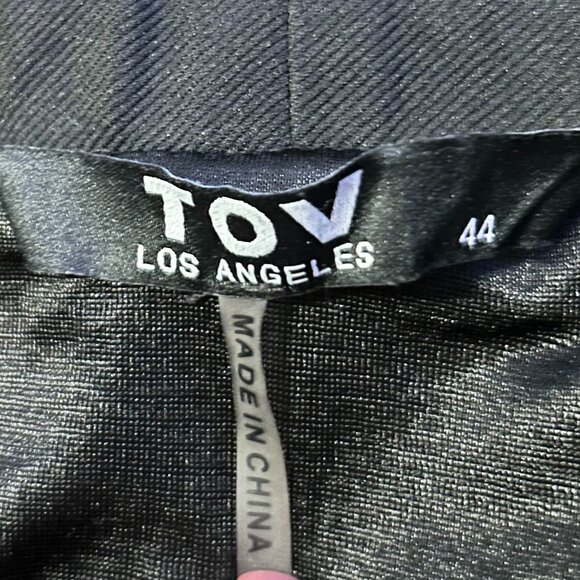 TOV
LOS ANGELES
44
MADE IN CHINA